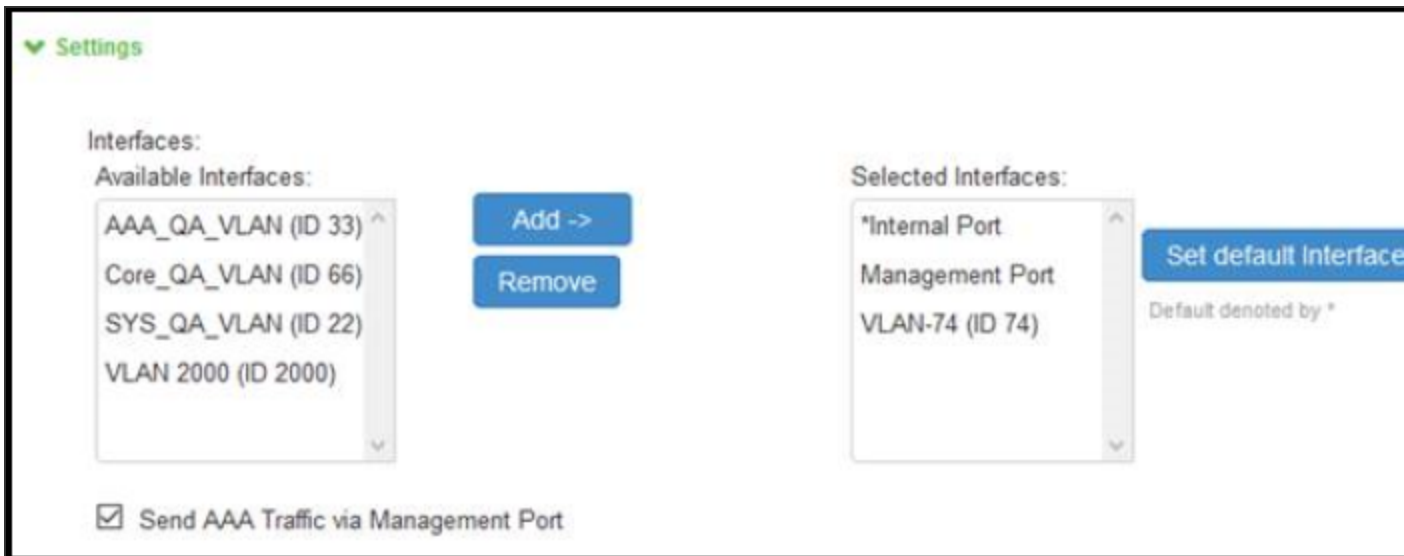 Settings
Interfaces:
Available Interfaces:
AAA_QA_VLAN (ID 33)
Core_QA_VLAN (ID 66)
SYS_QA_VLAN (ID 22)
VLAN 2000 (ID 2000)
Add ->
Remove
Selected Interfaces:
*Internal Port
Management Port
VLAN-74 (ID 74)
Set default Interface
Default denoted by *
Send AAA Traffic via Management Port